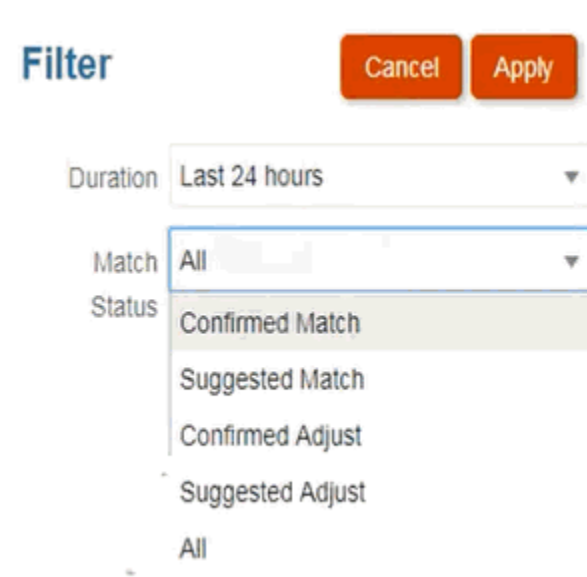 Filter
Cancel
Apply
Duration
Last 24 hours
Match
Status
All
Confirmed Match
Suggested Match
Confirmed Adjust
Suggested Adjust
All